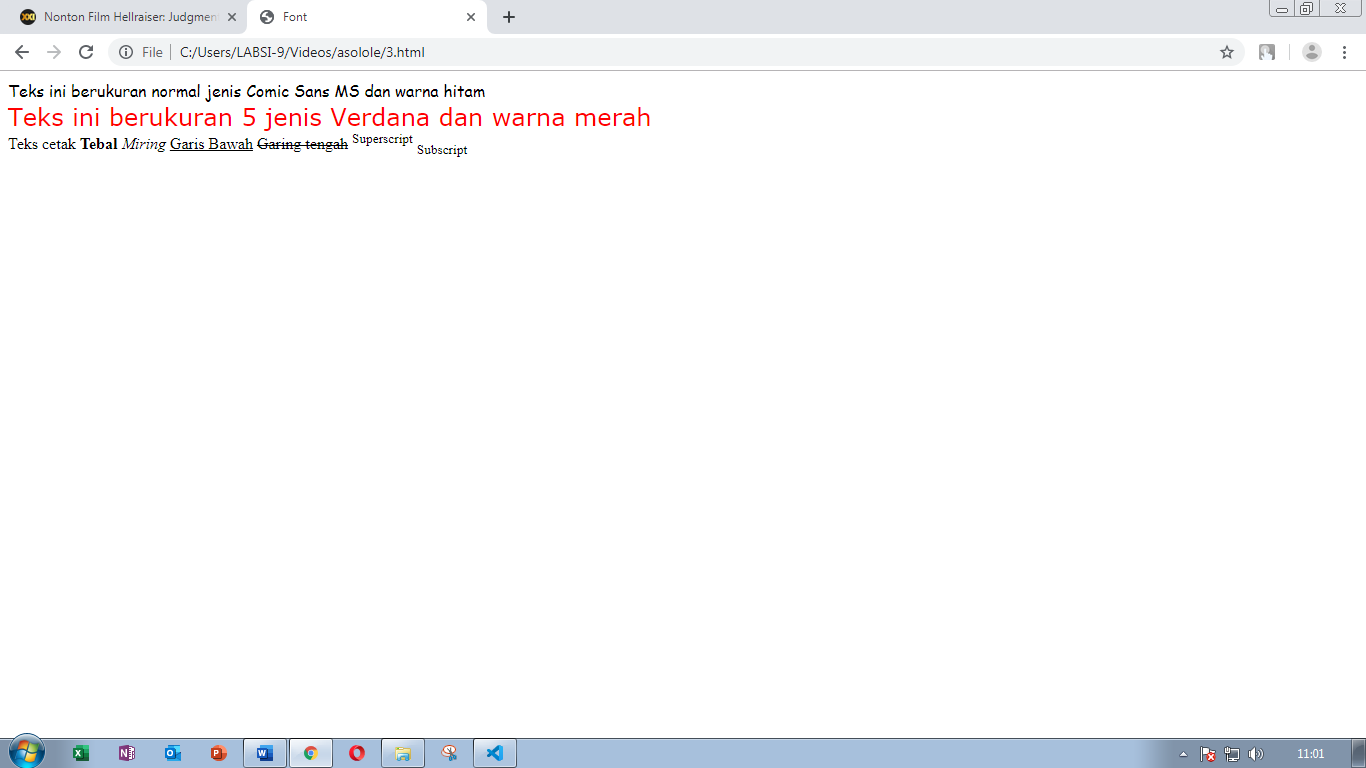 Nonton Film Hellraiser: Judgmen
Font
File
C:/Users/LABSI-9/Videos/asolole/3.html
Teks ini berukuran normal jenis Comic Sans MS dan warna hitam
Teks ini berukuran 5 jenis Verdana dan warna merah
Teks cetak Tebal Miring Garis Bawah Garing tengah Superscript Subscript
11:01